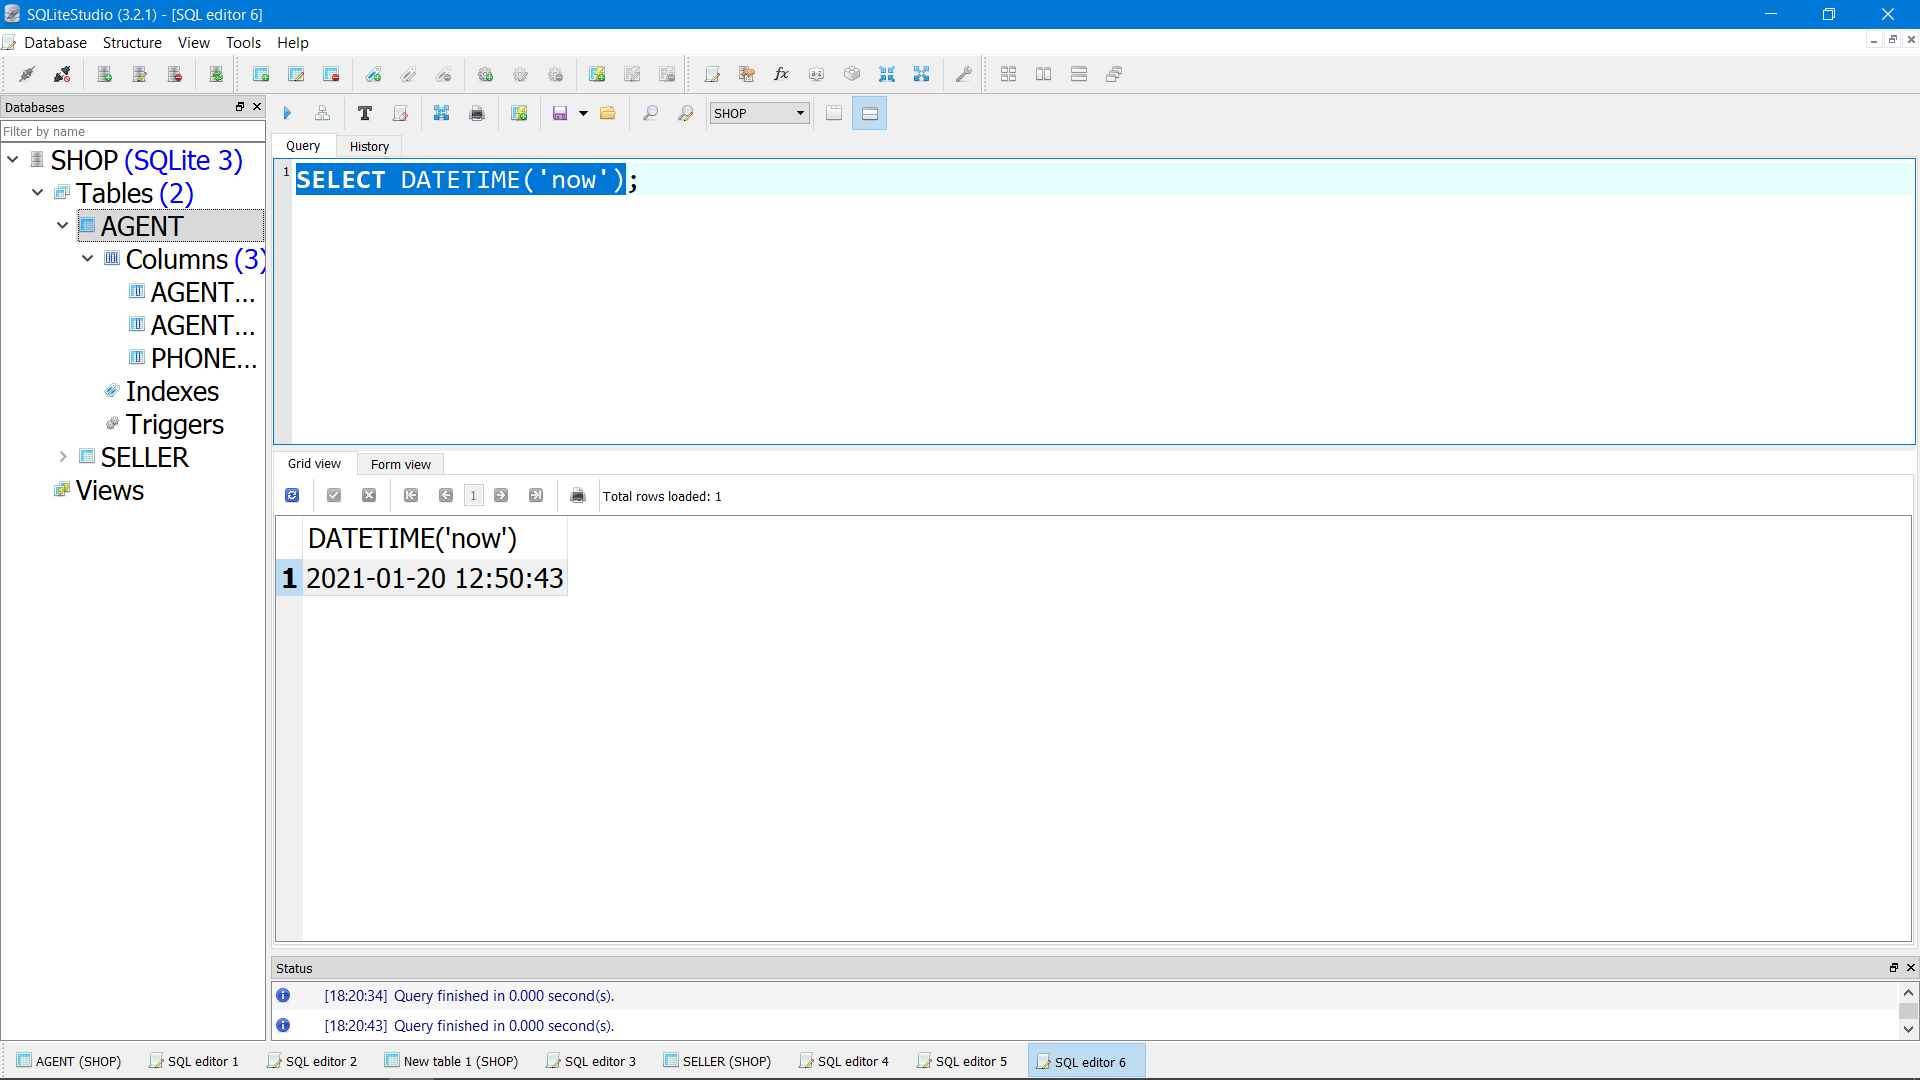 SQLiteStudio (3.2.1) - [SQL editor 6]
Database Structure View Tools Help
Databases
Filter by name
SHOP (SQLite 3)
Tables (2)
AGENT
Columns (3)
AGENT...
AGENT...
PHONE...
Indexes
Triggers
SELLER
Views
SHOP
Query History
1 SELECT DATETIME('now');
Grid view Form view
1 Total rows loaded: 1
DATETIME('now')
1 2021-01-20 12:50:43
Status
[18:20:34] Query finished in 0.000 second(s).
[18:20:43] Query finished in 0.000 second(s).
AGENT (SHOP) SQL editor 1 SQL editor 2 New table 1 (SHOP) SQL editor 3 SELLER (SHOP) SQL editor 4 SQL editor 5 SQL editor 6